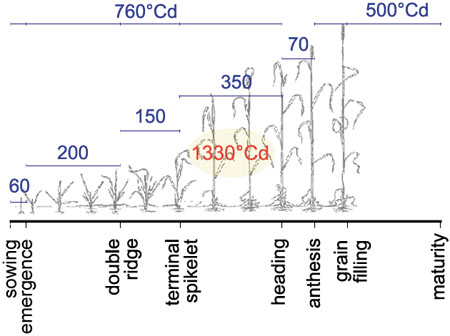 760°Cd
500°Cd
70
350
150
1330°Cd
200
60
sowing
emergence
double
ridge
terminal
spikelet
heading
anthesis
grain
filling
maturity